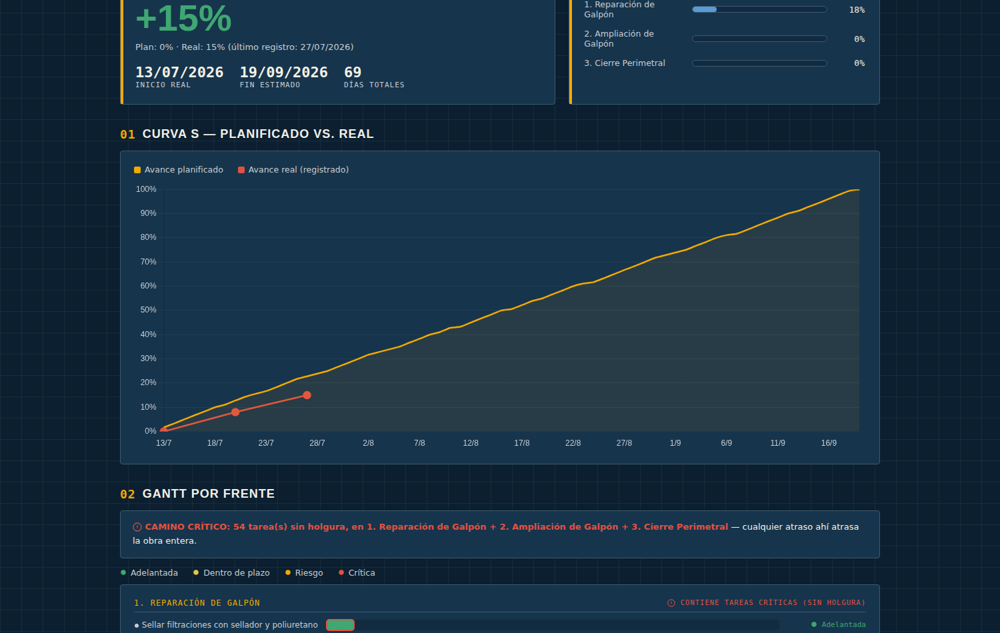 +15%
Plan: 0% · Real: 15% (último registro: 27/07/2026)
13/07/2026 19/09/2026 69
INICIO REAL FIN ESTIMADO DÍAS TOTALES
1. Reparación de
Galpón
18%
2. Ampliación de
Galpón
0%
3. Cierre Perimetral 0%
01 CURVA S — PLANIFICADO VS. REAL
Avance planificado Avance real (registrado)
100%
90%
80%
70%
60%
50%
40%
30%
20%
10%
0%
13/7 18/7 23/7 28/7 2/8 7/8 12/8 17/8 22/8 27/8 1/9 6/9 11/9 16/9
02 GANTT POR FRENTE
CAMINO CRÍTICO: 54 tarea(s) sin holgura, en 1. Reparación de Galpón + 2. Ampliación de Galpón + 3. Cierre Perimetral — cualquier atraso ahí atrasa
la obra entera.
Adelantada Dentro de plazo Riesgo Crítica
1. REPARACIÓN DE GALPÓN CONTIENE TAREAS CRÍTICAS (SIN HOLGURA)
Sellar filtraciones con sellador y poliuretano Adelantada